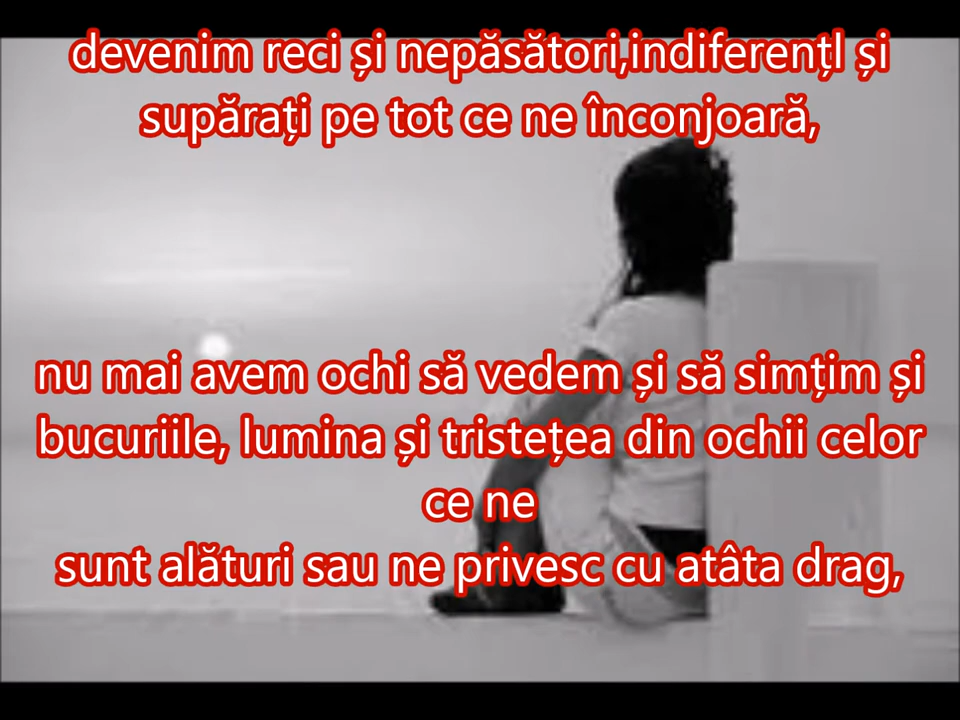 devenim reci și nepăsători,indiferențl și
supărați pe tot ce ne înconjoară,
nu mai avem ochi să vedem și să simțim și
bucuriile, lumina și tristețea din ochii celor
ce ne
sunt alături sau ne privesc cu atâta drag,